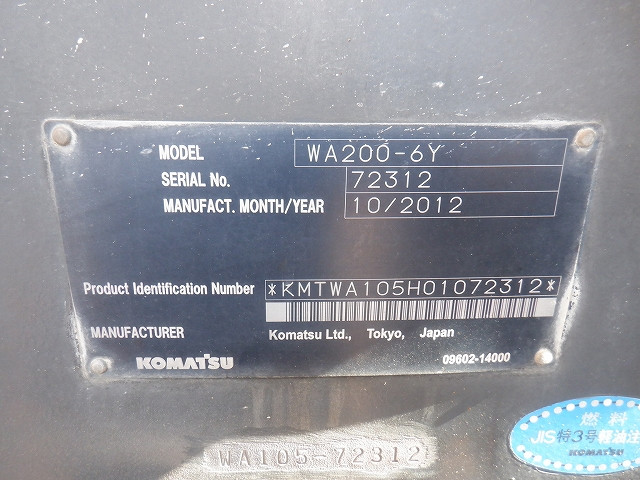 MODEL WA200-6Y
SERIAL No. 72312
MANUFACT. MONTH/YEAR 10/2012
Product Identification Number *KMTWA105H01072312*
MANUFACTURER Komatsu Ltd., Tokyo, Japan
KOMATSU 09602-14000
WA105-72312
燃料
JIS特3号軽油注
KOMATSU